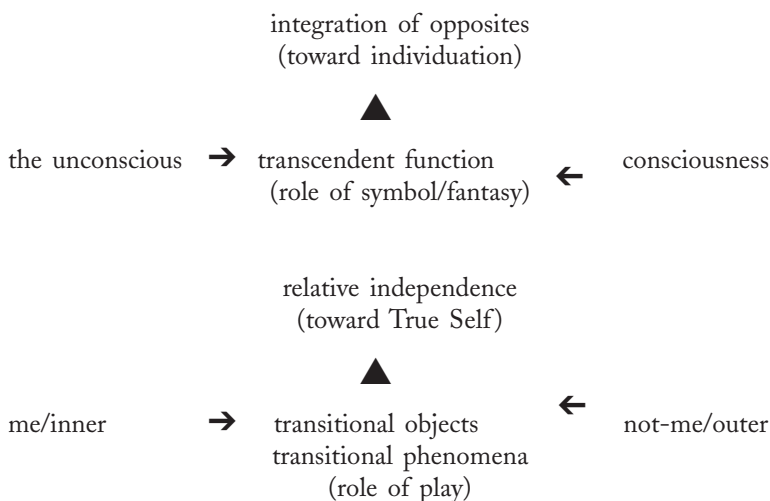 integration of opposites
(toward individuation)
the unconscious ➔ transcendent function ➔ consciousness
(role of symbol/fantasy)
relative independence
(toward True Self)
me/inner transitional objects not-me/outer
transitional phenomena
(role of play)